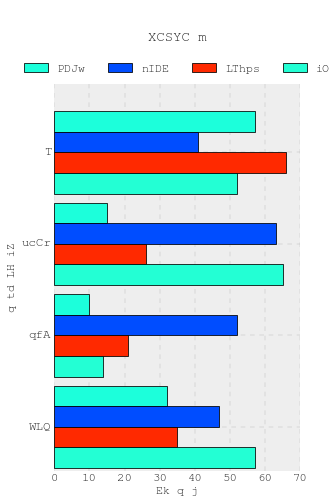 XCSYC m
PDJw nIDE LThps iO
T
ucCr
qfA
WLQ
q td LH iZ
0 10 20 30 40 50 60 70
Ek q j